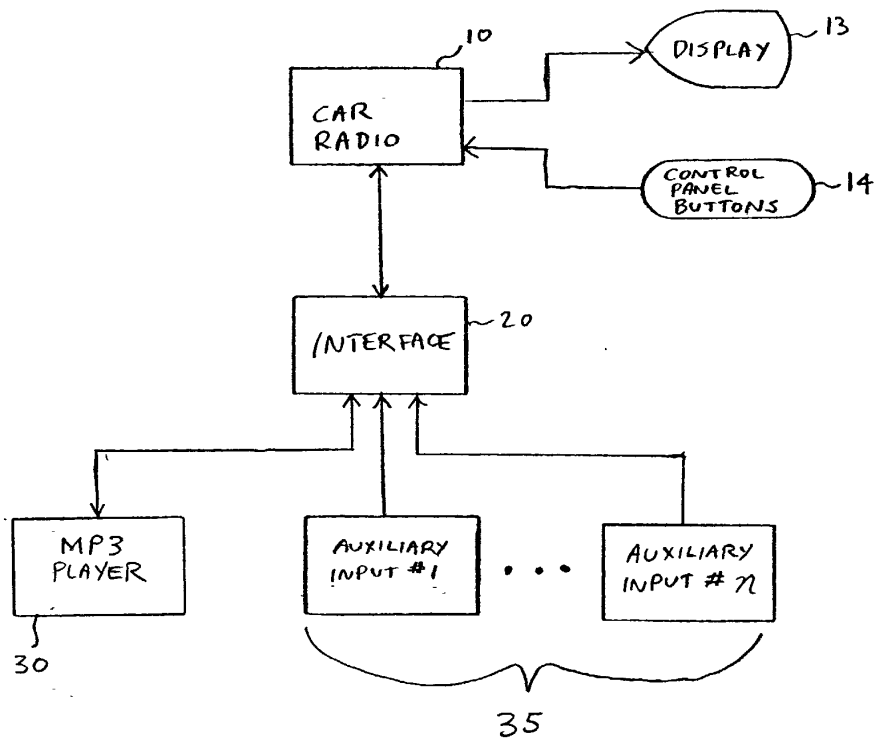 10
CAR
RADIO
DISPLAY
13
CONTROL
PANEL
BUTTONS
14
INTERFACE
20
MP3
PLAYER
30
AUXILIARY
INPUT #1
...
AUXILIARY
INPUT # n
35